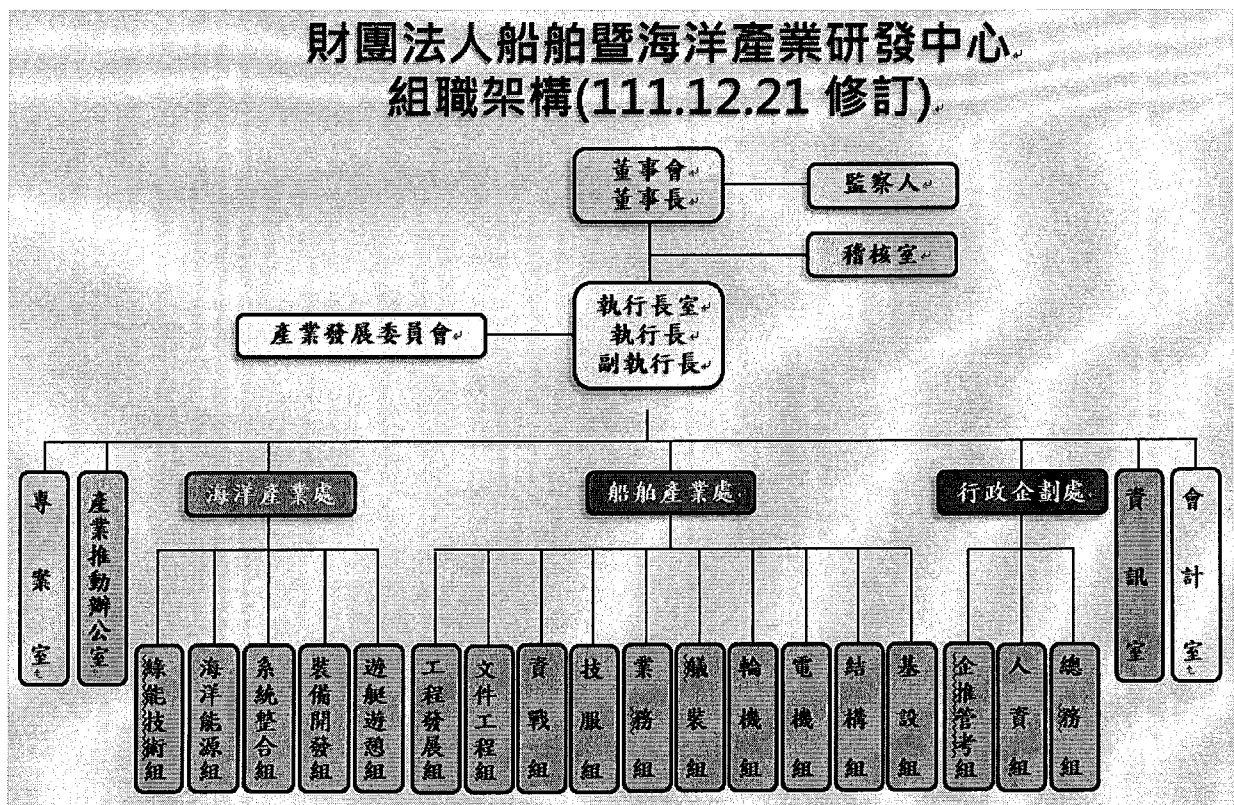 財團法人船舶暨海洋產業研發中心
組職架構(111.12.21 修訂)
董事會
董事長
監察人
稽核室
執行長室
執行長
副執行長
產業發展委員會
專案室
產業推動辦公室
海洋產業處
船舶產業處
行政企劃處
資訊室
會計室
綠能技術組
海洋能源組
系統整合組
裝備開發組
遊艇遊憩組
工程發展組
文件工程組
資戰組
技服組
業務組
艤裝組
輪機組
電機組
結構組
基設組
企推管考組
人資組
總務組